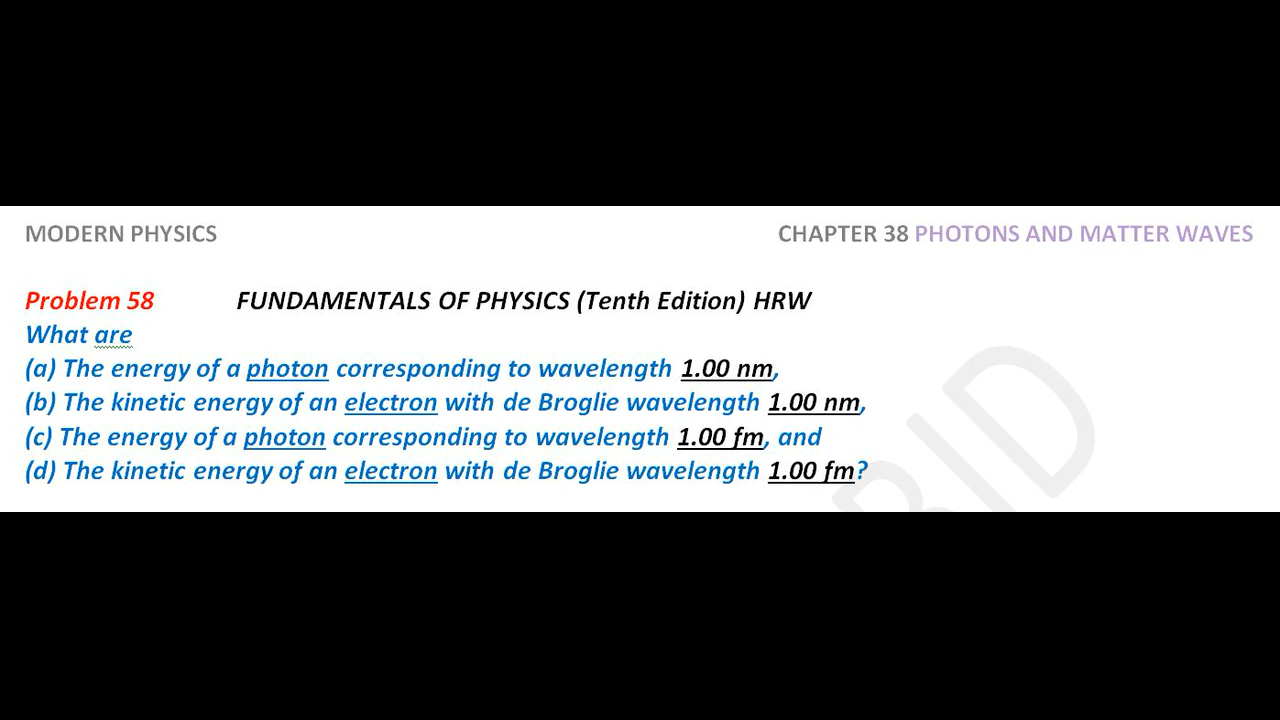 MODERN PHYSICS
CHAPTER 38 PHOTONS AND MATTER WAVES
Problem 58 FUNDAMENTALS OF PHYSICS (Tenth Edition) HRW
What are
(a) The energy of a photon corresponding to wavelength 1.00 nm,
(b) The kinetic energy of an electron with de Broglie wavelength 1.00 nm,
(c) The energy of a photon corresponding to wavelength 1.00 fm, and
(d) The kinetic energy of an electron with de Broglie wavelength 1.00 fm?